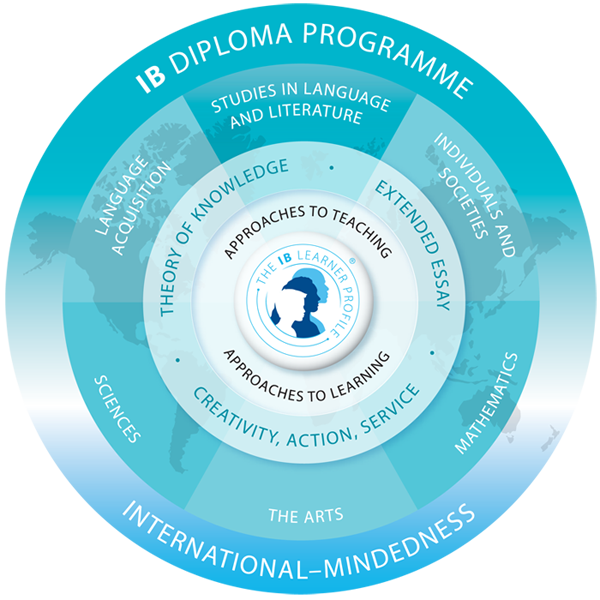 IB DIPLOMA PROGRAMME
STUDIES IN LANGUAGE
AND LITERATURE
LANGUAGE
ACQUISITION
INDIVIDUALS AND
SOCIETIES
THEORY OF KNOWLEDGE
EXTENDED ESSAY
APPROACHES TO TEACHING
THE IB LEARNER PROFILE®
APPROACHES TO LEARNING
CREATIVITY, ACTION, SERVICE
SCIENCES
MATHEMATICS
THE ARTS
INTERNATIONAL–MINDEDNESS